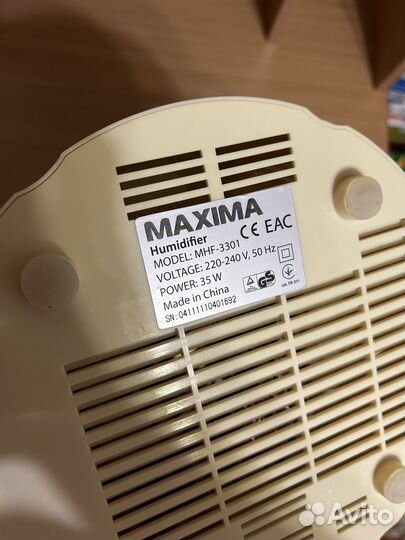 MAXIMA
Humidifier CE EAC
MODEL: MHF-3301
VOLTAGE: 220-240 V, 50 Hz
POWER: 35 W
Made in China
SN: 04111110401692
Avito